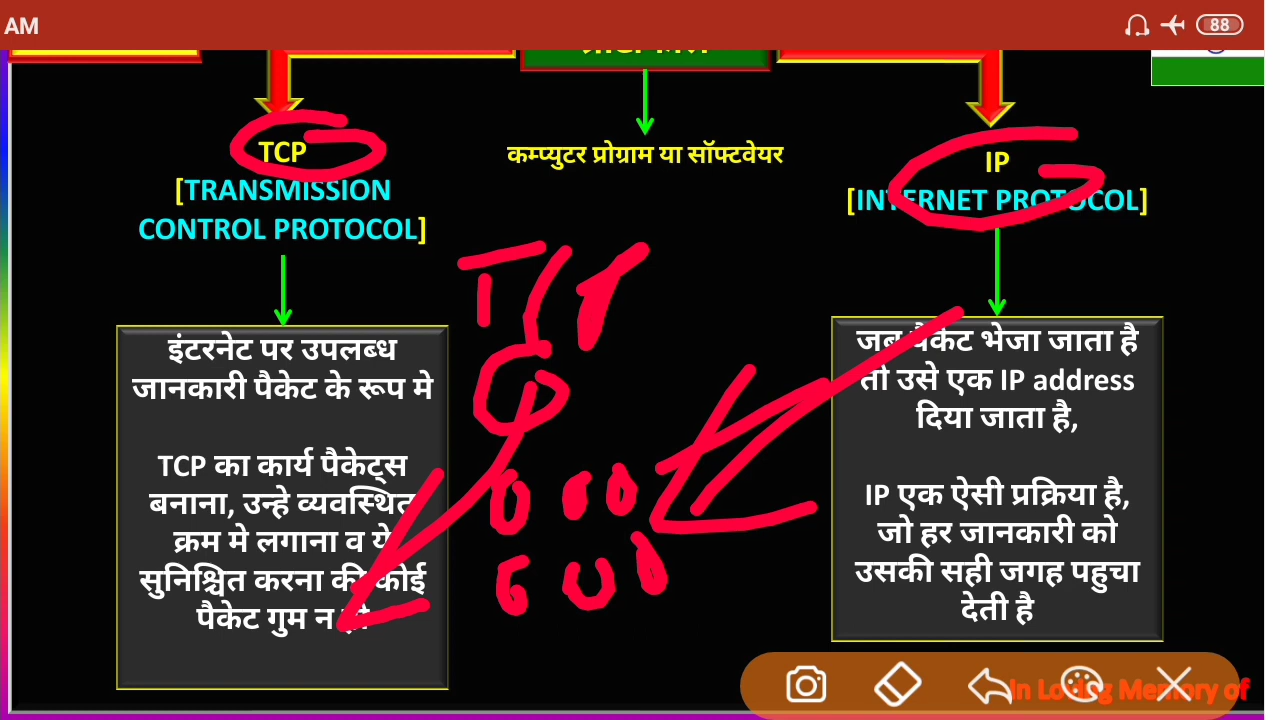 AM
88
TCP
[TRANSMISSION
CONTROL PROTOCOL]
कम्प्युटर प्रोग्राम या सॉफ्टवेयर
IP
[INTERNET PROTOCOL]
इंटरनेट पर उपलब्ध
जानकारी पैकेट के रूप मे
TCP का कार्य पैकेट्स
बनाना, उन्हे व्यवस्थित
क्रम मे लगाना व ये
सुनिश्चित करना की कोई
पैकेट गुम न
जब पैकेट भेजा जाता है
तो उसे एक IP address
दिया जाता है,
IP एक ऐसी प्रक्रिया है,
जो हर जानकारी को
उसकी सही जगह पहुचा
देती है
In Loving Memory of